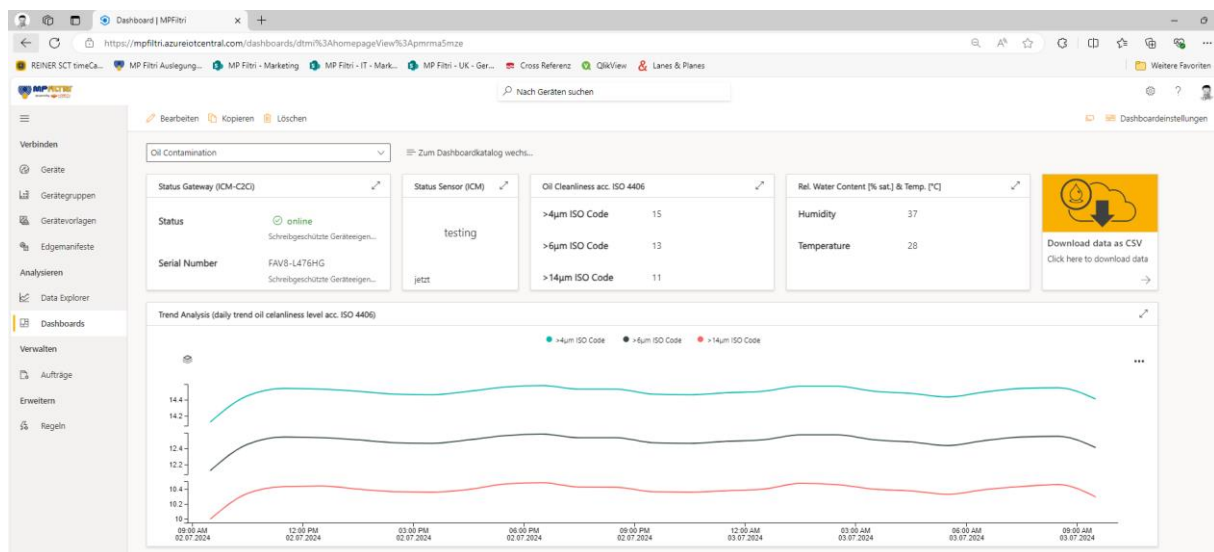 Dashboard | MPFiltri
https://mpfiltri.azureiotcentral.com/dashboards/dtmi%3AhomepageView%3Apmrma5mze
REINER SCT timeCa... MP Filtri Auslegung... MP Filtri - Marketing MP Filtri - IT - Mark... MP Filtri - UK - Ger... Cross Referenz QlikView Lanes & Planes Weitere Favoriten
MPFILTRI Nach Geräten suchen
Bearbeiten Kopieren Löschen Dashboardeinstellungen
Verbinden
Geräte
Gerätegruppen
Gerätevorlagen
Edgemanifeste
Analysieren
Data Explorer
Dashboards
Verwalten
Aufträge
Erweitern
Regeln
Oil Contamination Zum Dashboardkatalog wechs...
Status Gateway (ICM-C2Ci)
Status online
Schreibgeschützte Geräteeigen...
Serial Number FAV8-L476HG
Schreibgeschützte Geräteeigen...
Status Sensor (ICM)
testing
jetzt
Oil Cleanliness acc. ISO 4406
>4µm ISO Code 15
>6µm ISO Code 13
>14µm ISO Code 11
Rel. Water Content [% sat.] & Temp. [°C]
Humidity 37
Temperature 28
Download data as CSV
Click here to download data
Trend Analysis (daily trend oil celanliness level acc. ISO 4406)
>4µm ISO Code >6µm ISO Code >14µm ISO Code
14.4
14.2
12.4
12.2
10.4
10.2
10
09:00 AM 12:00 PM 03:00 PM 06:00 PM 09:00 PM 12:00 AM 03:00 AM 06:00 AM 09:00 AM
02.07.2024 02.07.2024 02.07.2024 02.07.2024 02.07.2024 03.07.2024 03.07.2024 03.07.2024 03.07.2024